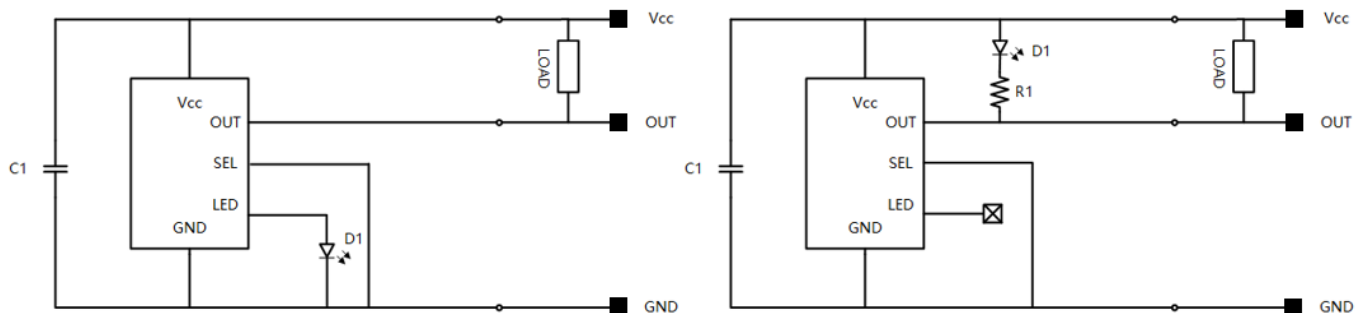 Vcc
LOAD
Vcc
OUT
OUT
SEL
C1
LED
GND
D1
GND
Vcc
D1
LOAD
R1
Vcc
OUT
OUT
SEL
C1
LED
GND
GND